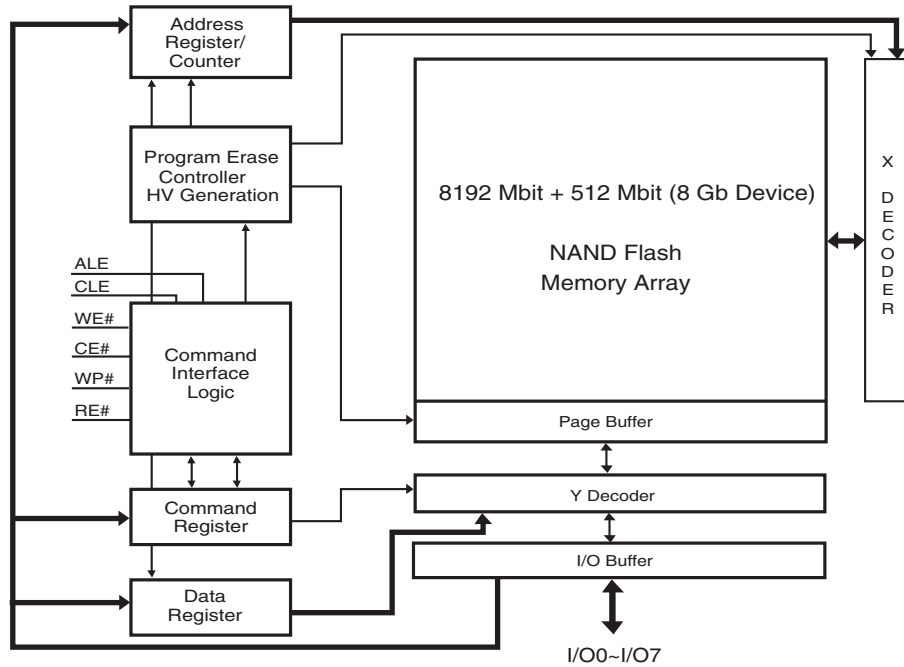 Address
Register/
Counter
Program Erase
Controller
HV Generation
ALE
CLE
WE#
CE#
WP#
RE#
Command
Interface
Logic
Command
Register
Data
Register
8192 Mbit + 512 Mbit (8 Gb Device)
NAND Flash
Memory Array
Page Buffer
Y Decoder
I/O Buffer
I/O0~I/O7
X
D
E
C
O
D
E
R